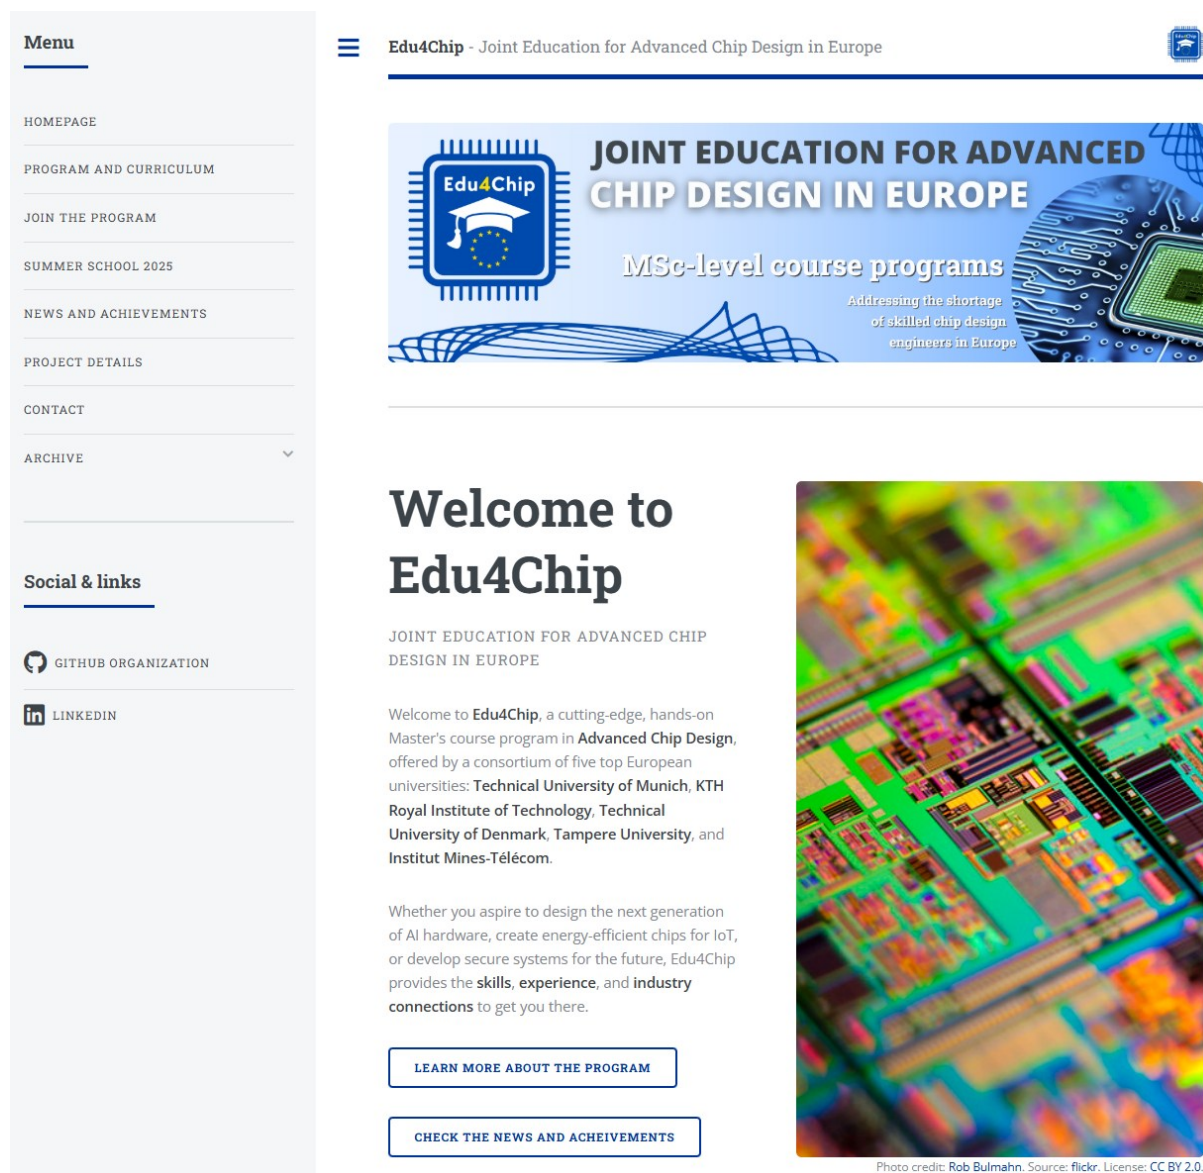 Menu
HOMEPAGE
PROGRAM AND CURRICULUM
JOIN THE PROGRAM
SUMMER SCHOOL 2025
NEWS AND ACHIEVEMENTS
PROJECT DETAILS
CONTACT
ARCHIVE
Social & links
GITHUB ORGANIZATION
LINKEDIN
Edu4Chip - Joint Education for Advanced Chip Design in Europe
Edu4Chip
JOINT EDUCATION FOR ADVANCED
CHIP DESIGN IN EUROPE
MSc-level course programs
Addressing the shortage
of skilled chip design
engineers in Europe
Welcome to
Edu4Chip
JOINT EDUCATION FOR ADVANCED CHIP
DESIGN IN EUROPE
Welcome to Edu4Chip, a cutting-edge, hands-on
Master's course program in Advanced Chip Design,
offered by a consortium of five top European
universities: Technical University of Munich, KTH
Royal Institute of Technology, Technical
University of Denmark, Tampere University, and
Institut Mines-Télécom.
Whether you aspire to design the next generation
of AI hardware, create energy-efficient chips for IoT,
or develop secure systems for the future, Edu4Chip
provides the skills, experience, and industry
connections to get you there.
LEARN MORE ABOUT THE PROGRAM
CHECK THE NEWS AND ACHEIVEMENTS
Photo credit: Rob Bulmahn. Source: flickr. License: CC BY 2.0